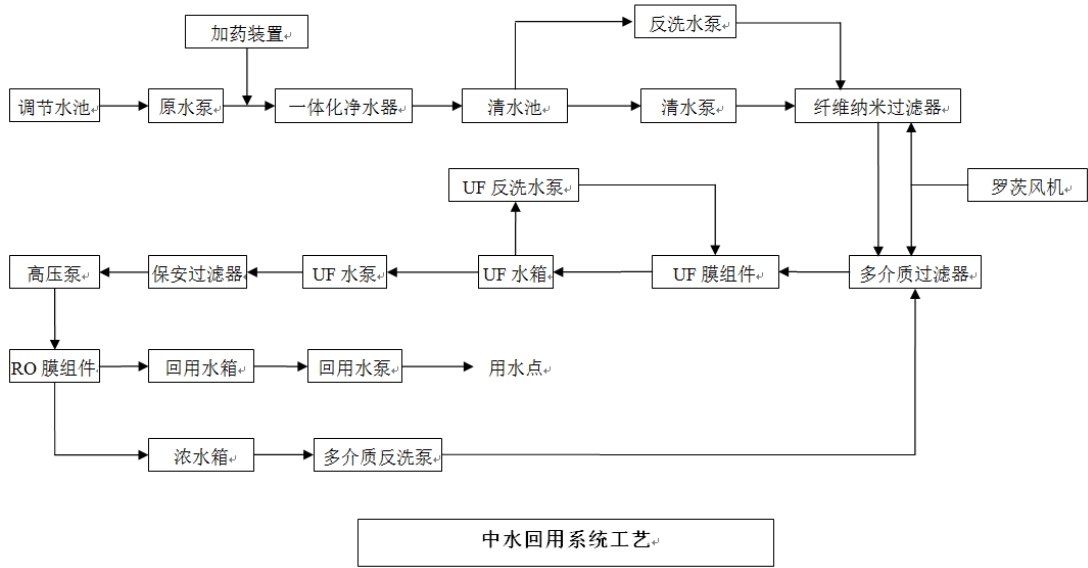 加药装置
反洗水泵
调节水池
原水泵
一体化净水器
清水池
清水泵
纤维纳米过滤器
UF 反洗水泵
罗茨风机
高压泵
保安过滤器
UF 水泵
UF 水箱
UF 膜组件
多介质过滤器
RO 膜组件
回用水箱
回用水泵
用水点
浓水箱
多介质反洗泵
中水回用系统工艺